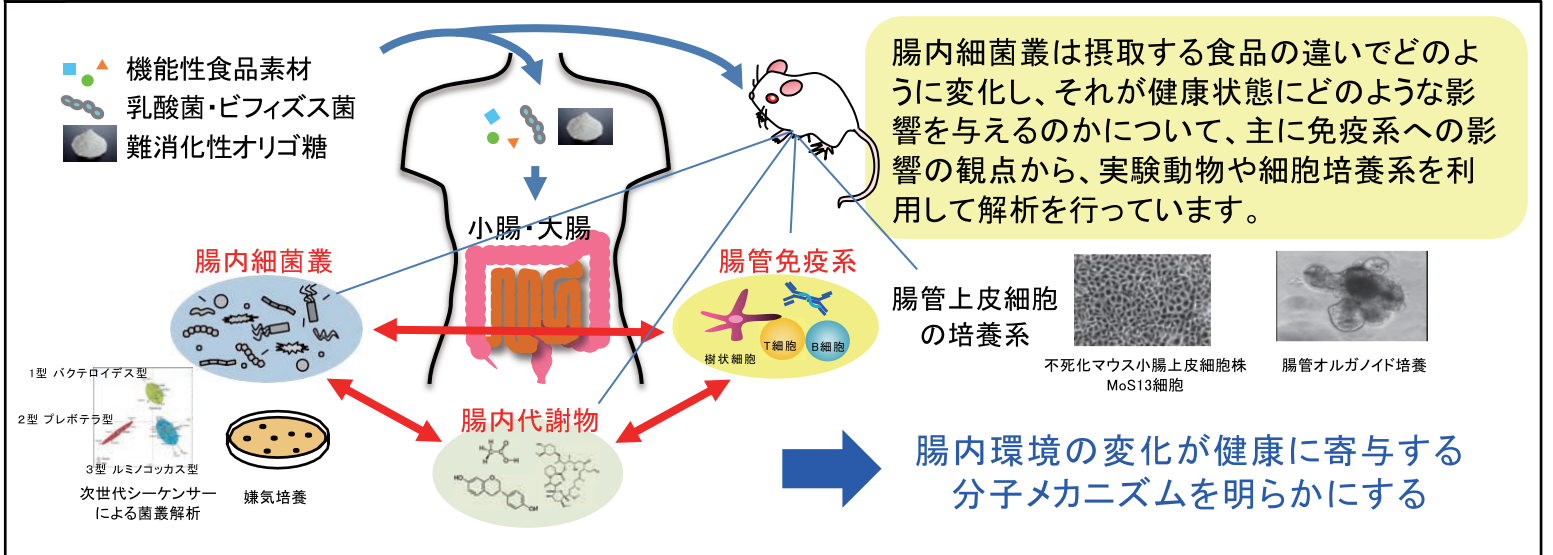 機能性食品素材
乳酸菌・ビフィズス菌
難消化性オリゴ糖
腸内細菌叢は摂取する食品の違いでどのよ
うに変化し、それが健康状態にどのような影
響を与えるのかについて、主に免疫系への影
響の観点から、実験動物や細胞培養系を利
用して解析を行っています。
小腸・大腸
腸内細菌叢
腸管免疫系
樹状細胞
T細胞
B細胞
腸管上皮細胞
の培養系
不死化マウス小腸上皮細胞株
MoS13細胞
腸管オルガノイド培養
1型 バクテロイデス型
2型 プレボテラ型
3型 ルミノコッカス型
次世代シーケンサー
による菌叢解析
嫌気培養
腸内代謝物
腸内環境の変化が健康に寄与する
分子メカニズムを明らかにする